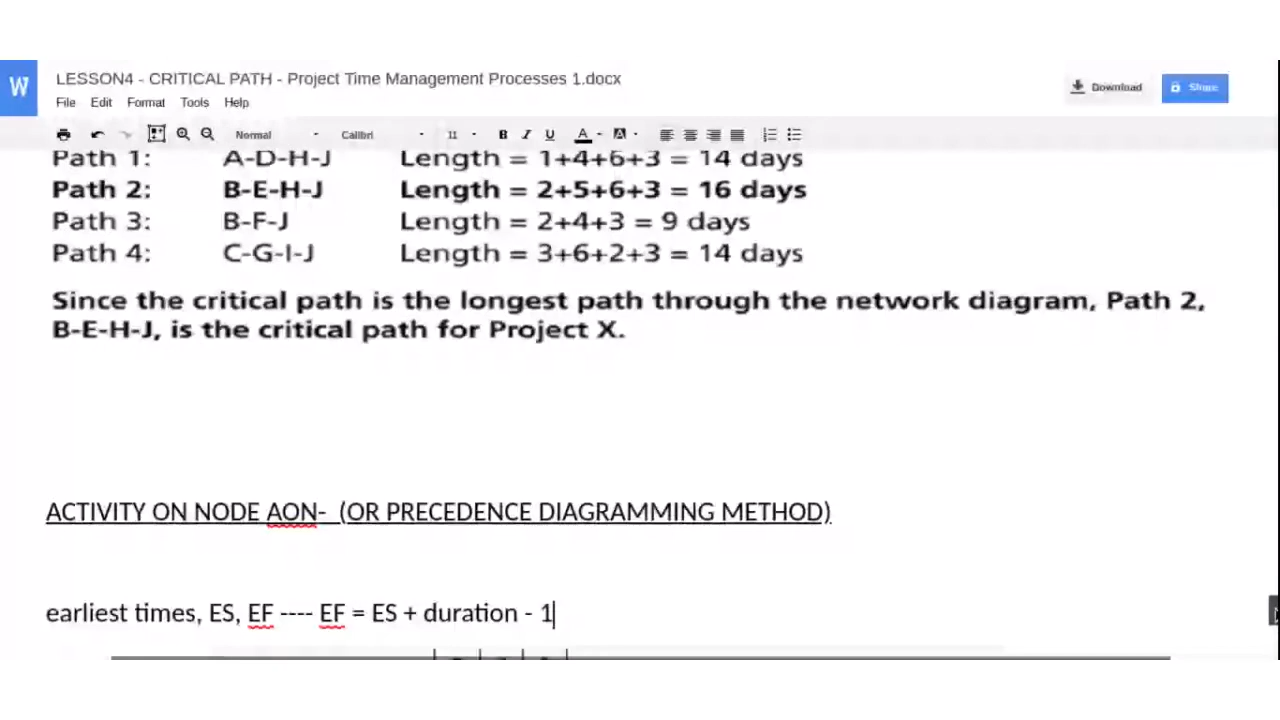 W
LESSON4 - CRITICAL PATH - Project Time Management Processes 1.docx
File Edit Format Tools Help
Download
Share
Normal Calibri 11 B I U A A
Path 1: A-D-H-J Length = 1+4+6+3 = 14 days
Path 2: B-E-H-J Length = 2+5+6+3 = 16 days
Path 3: B-F-J Length = 2+4+3 = 9 days
Path 4: C-G-I-J Length = 3+6+2+3 = 14 days
Since the critical path is the longest path through the network diagram, Path 2,
B-E-H-J, is the critical path for Project X.
ACTIVITY ON NODE AON- (OR PRECEDENCE DIAGRAMMING METHOD)
earliest times, ES, EF ---- EF = ES + duration - 1